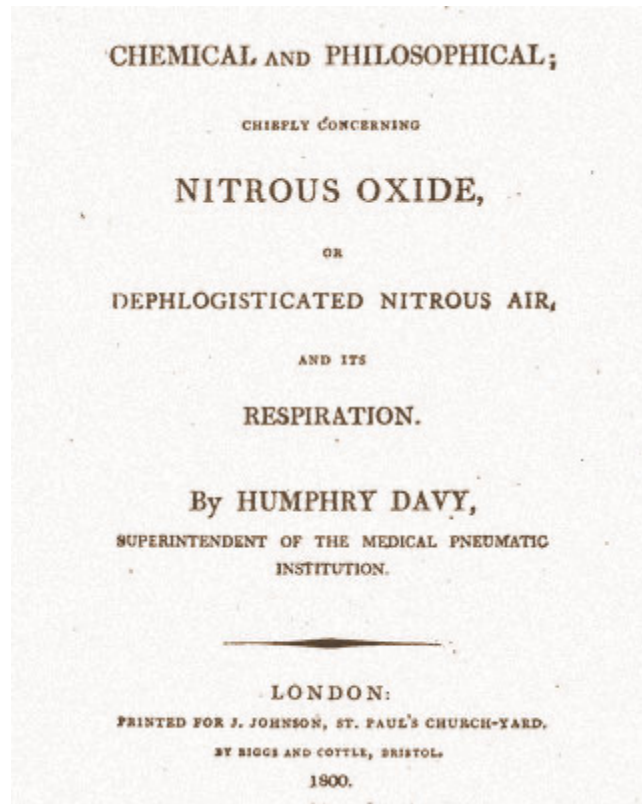 CHEMICAL AND PHILOSOPHICAL;
CHIEFLY CONCERNING
NITROUS OXIDE,
OR
DEPHLOGISTICATED NITROUS AIR,
AND ITS
RESPIRATION.
By HUMPHRY DAVY,
SUPERINTENDENT OF THE MEDICAL PNEUMATIC
INSTITUTION.
LONDON:
PRINTED FOR J. JOHNSON, ST. PAUL'S CHURCH-YARD.
BY BIGGS AND COTTLE, BRISTOL.
1800.